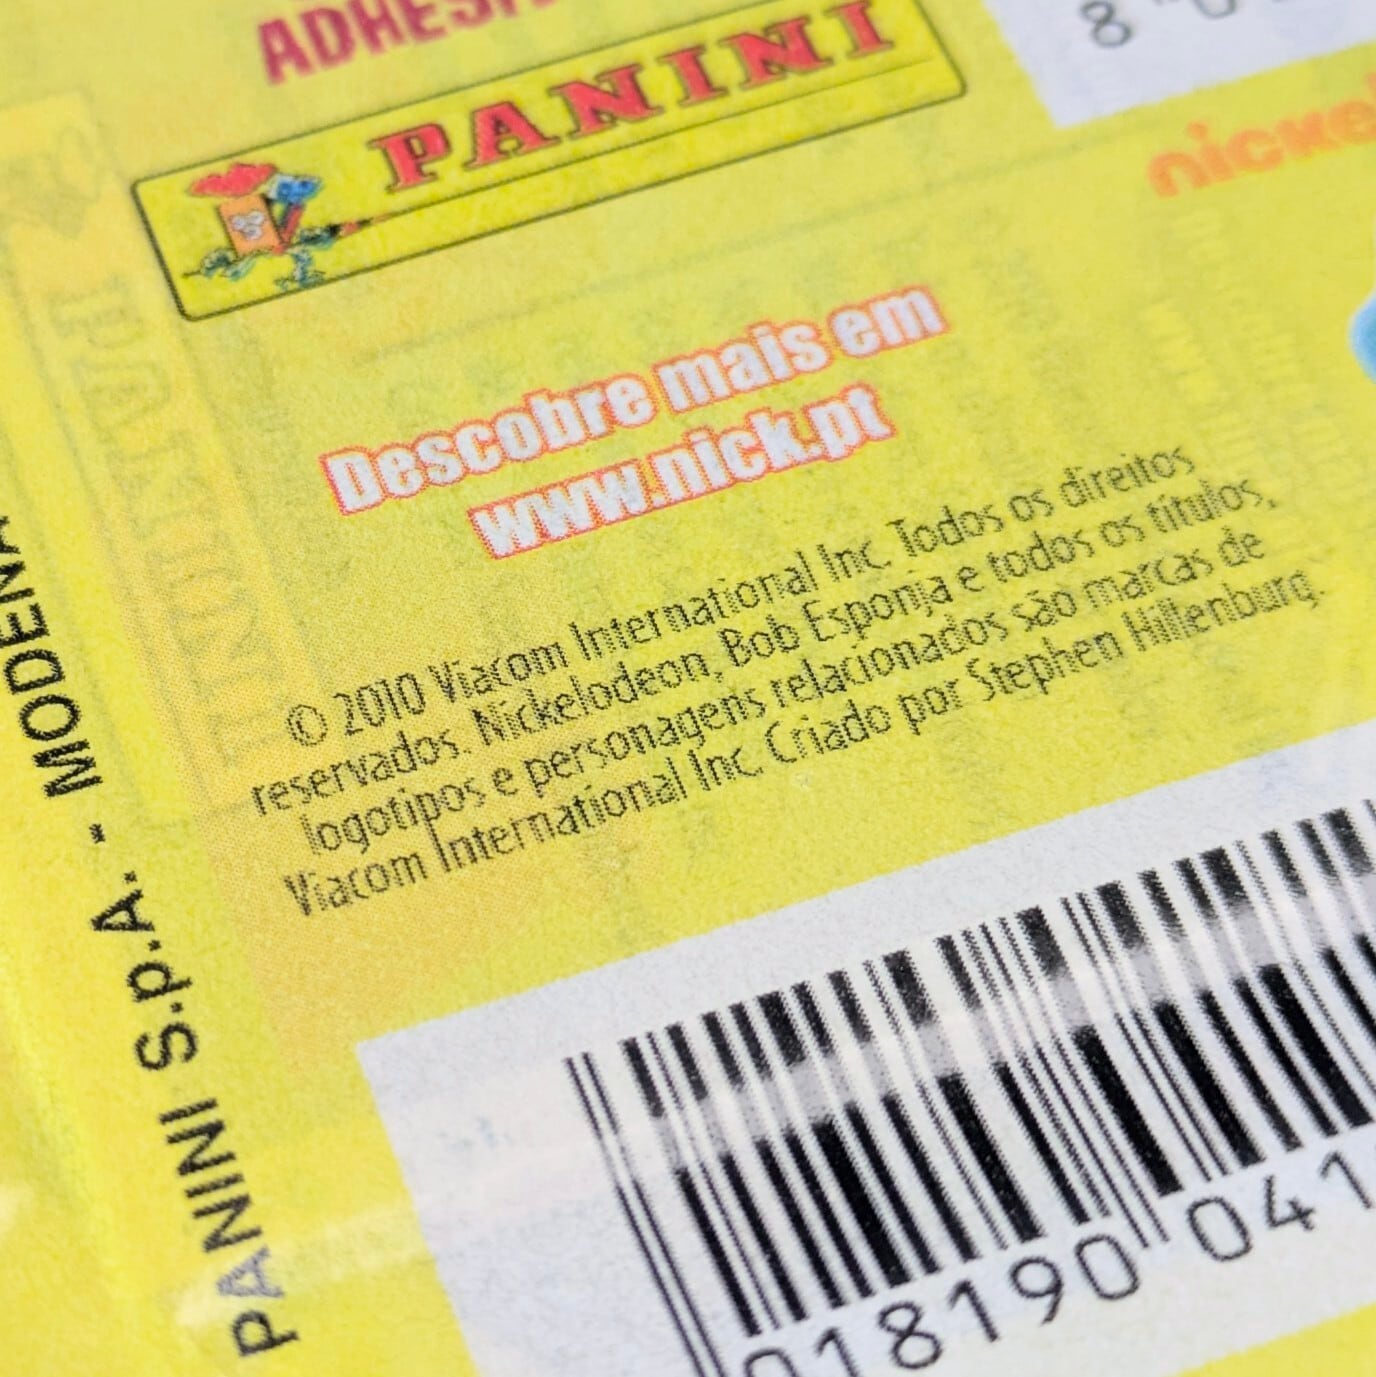 PANINI
Descobre mais em
www.nick.pt
© 2010 Viacom International Inc. Todos os direitos
reservados. Nickelodeon, Bob Esponja e todos os títulos,
logotipos e personagens relacionados são marcas de
Viacom International Inc. Criado por Stephen Hillenburg.
PANINI S.p.A. - MODENA
018190 041